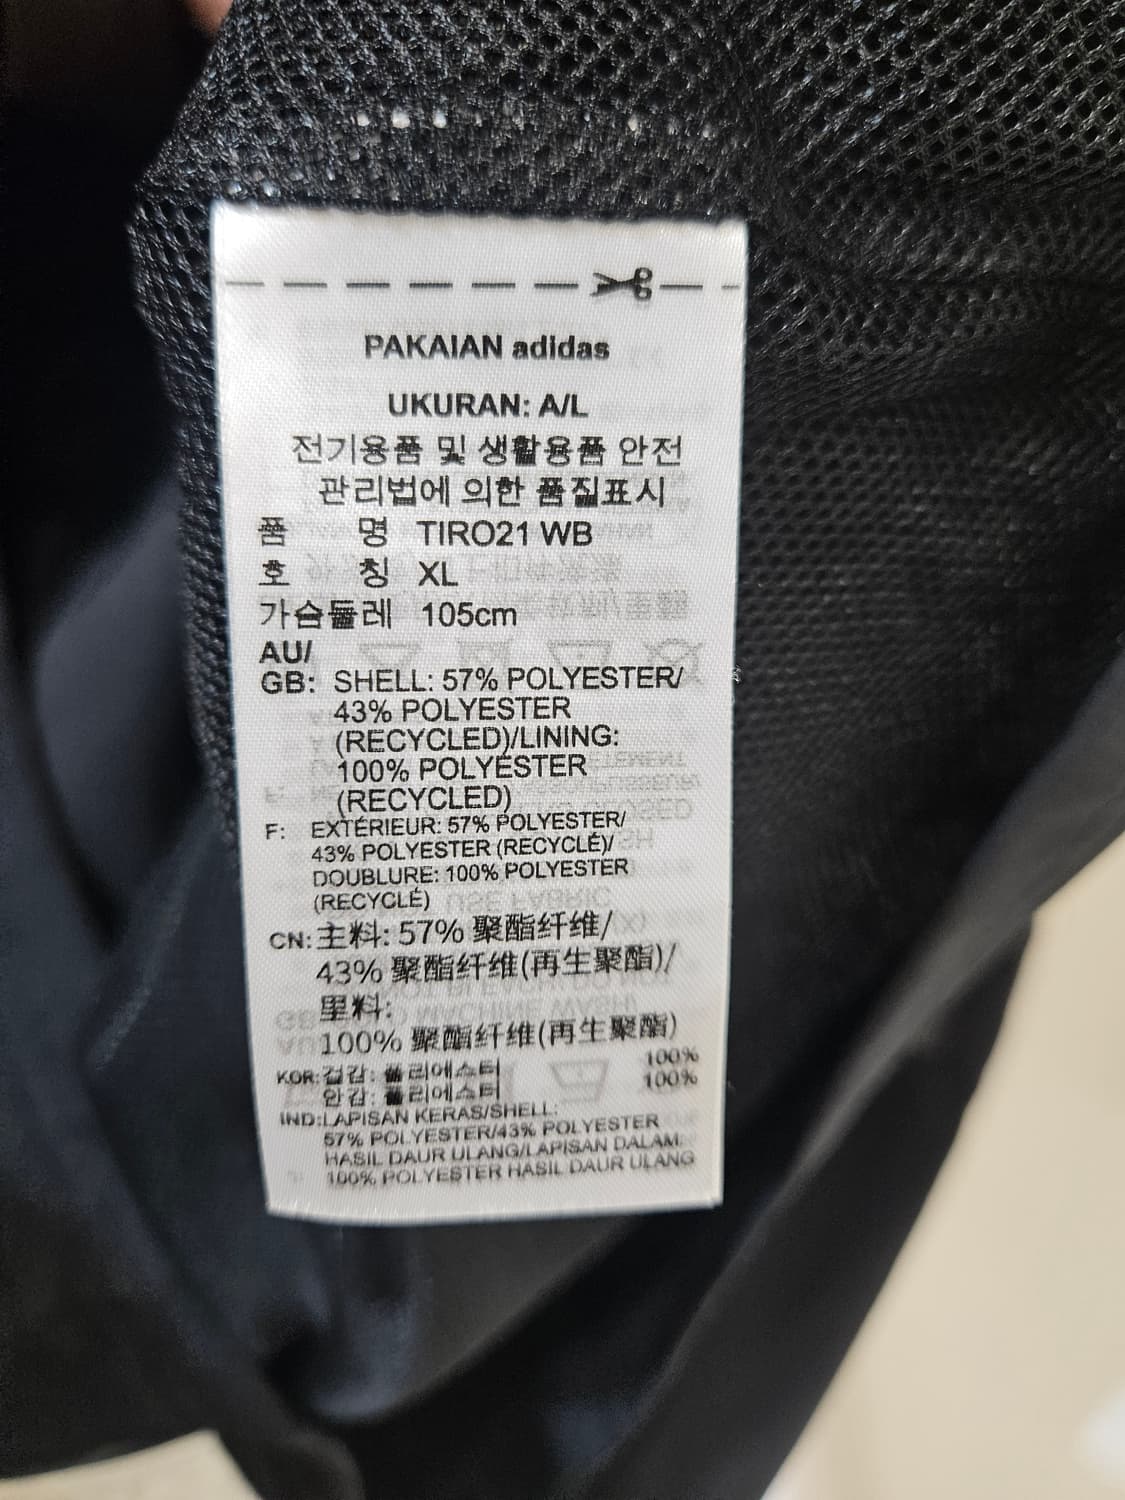 PAKAIAN adidas
UKURAN: A/L
전기용품 및 생활용품 안전
관리법에 의한 품질표시
품 명 TIRO21 WB
호 칭 XL
가슴둘레 105cm
AU/
GB: SHELL: 57% POLYESTER/
43% POLYESTER
(RECYCLED)/LINING:
100% POLYESTER
(RECYCLED)
F: EXTÉRIEUR: 57% POLYESTER/
43% POLYESTER (RECYCLÉ)/
DOUBLURE: 100% POLYESTER
(RECYCLÉ)
CN: 主料: 57% 聚酯纤维/
43% 聚酯纤维(再生聚酯)/
里料:
100% 聚酯纤维(再生聚酯)
KOR: 겉감: 폴리에스터 100%
안감: 폴리에스터 100%
IND: LAPISAN KERAS/SHELL:
57% POLYESTER/43% POLYESTER
HASIL DAUR ULANG/LAPISAN DALAM:
100% POLYESTER HASIL DAUR ULANG